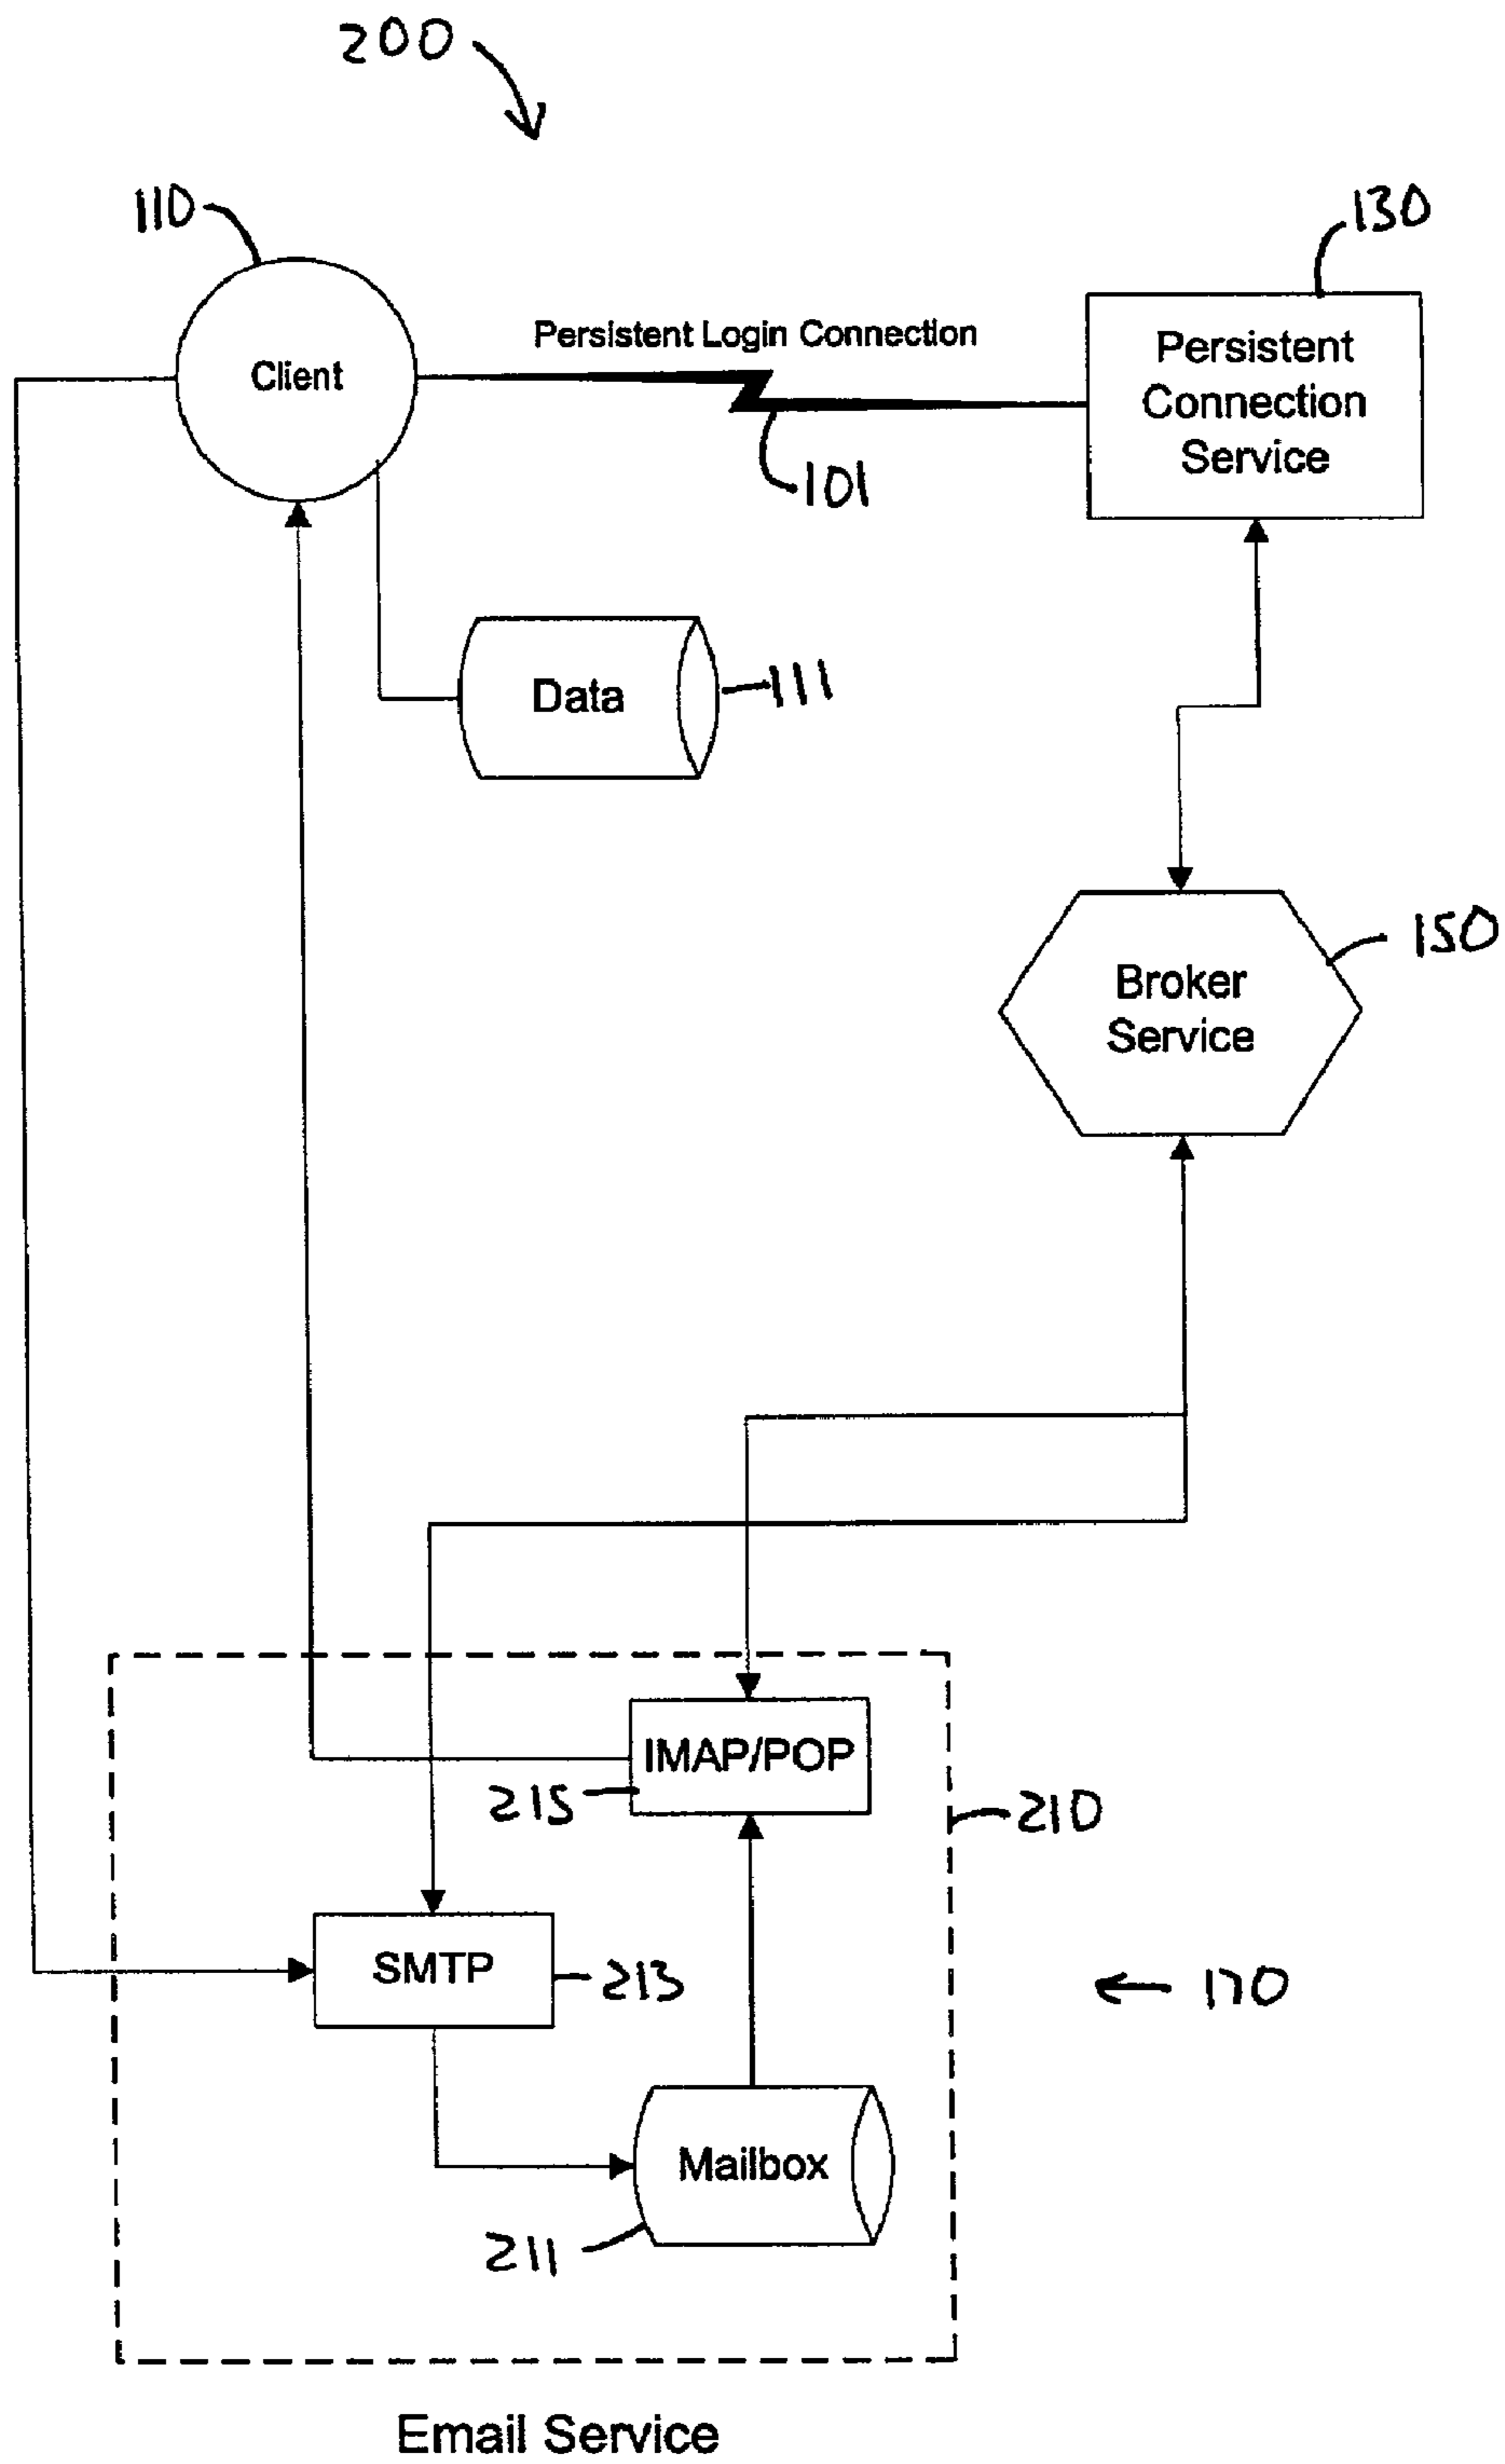 200
110
130
Persistent Login Connection
Client
Persistent
Connection
Service
101
Data
111
150
Broker
Service
IMAP/POP
215
210
SMTP
213
170
Mailbox
211
Email Service